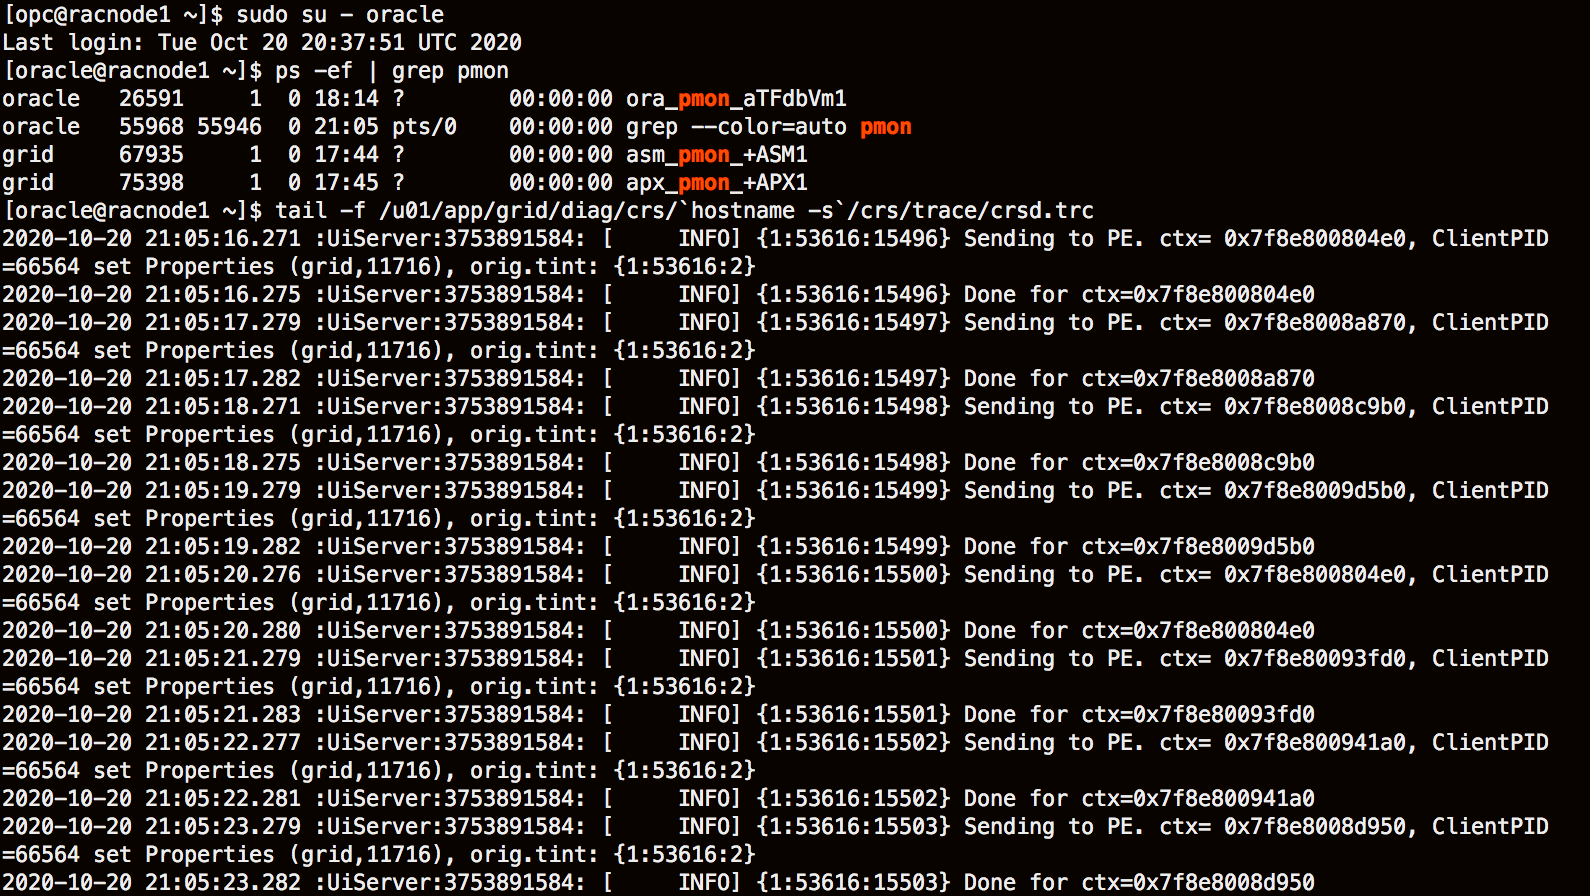 [opc@racnode1 ~]$ sudo su - oracle
Last login: Tue Oct 20 20:37:51 UTC 2020
[oracle@racnode1 ~]$ ps -ef | grep pmon
oracle   26591     1  0 18:14 ?        00:00:00 ora_pmon_aTFdbVm1
oracle   55968 55946  0 21:05 pts/0    00:00:00 grep --color=auto pmon
grid     67935     1  0 17:44 ?        00:00:00 asm_pmon_+ASM1
grid     75398     1  0 17:45 ?        00:00:00 apx_pmon_+APX1
[oracle@racnode1 ~]$ tail -f /u01/app/grid/diag/crs/`hostname -s`/crs/trace/crsd.trc
2020-10-20 21:05:16.271 :UiServer:3753891584: [     INFO] {1:53616:15496} Sending to PE. ctx= 0x7f8e800804e0, ClientPID
=66564 set Properties (grid,11716), orig.tint: {1:53616:2}
2020-10-20 21:05:16.275 :UiServer:3753891584: [     INFO] {1:53616:15496} Done for ctx=0x7f8e800804e0
2020-10-20 21:05:17.279 :UiServer:3753891584: [     INFO] {1:53616:15497} Sending to PE. ctx= 0x7f8e8008a870, ClientPID
=66564 set Properties (grid,11716), orig.tint: {1:53616:2}
2020-10-20 21:05:17.282 :UiServer:3753891584: [     INFO] {1:53616:15497} Done for ctx=0x7f8e8008a870
2020-10-20 21:05:18.271 :UiServer:3753891584: [     INFO] {1:53616:15498} Sending to PE. ctx= 0x7f8e8008c9b0, ClientPID
=66564 set Properties (grid,11716), orig.tint: {1:53616:2}
2020-10-20 21:05:18.275 :UiServer:3753891584: [     INFO] {1:53616:15498} Done for ctx=0x7f8e8008c9b0
2020-10-20 21:05:19.279 :UiServer:3753891584: [     INFO] {1:53616:15499} Sending to PE. ctx= 0x7f8e8009d5b0, ClientPID
=66564 set Properties (grid,11716), orig.tint: {1:53616:2}
2020-10-20 21:05:19.282 :UiServer:3753891584: [     INFO] {1:53616:15499} Done for ctx=0x7f8e8009d5b0
2020-10-20 21:05:20.276 :UiServer:3753891584: [     INFO] {1:53616:15500} Sending to PE. ctx= 0x7f8e800804e0, ClientPID
=66564 set Properties (grid,11716), orig.tint: {1:53616:2}
2020-10-20 21:05:20.280 :UiServer:3753891584: [     INFO] {1:53616:15500} Done for ctx=0x7f8e800804e0
2020-10-20 21:05:21.279 :UiServer:3753891584: [     INFO] {1:53616:15501} Sending to PE. ctx= 0x7f8e80093fd0, ClientPID
=66564 set Properties (grid,11716), orig.tint: {1:53616:2}
2020-10-20 21:05:21.283 :UiServer:3753891584: [     INFO] {1:53616:15501} Done for ctx=0x7f8e80093fd0
2020-10-20 21:05:22.277 :UiServer:3753891584: [     INFO] {1:53616:15502} Sending to PE. ctx= 0x7f8e800941a0, ClientPID
=66564 set Properties (grid,11716), orig.tint: {1:53616:2}
2020-10-20 21:05:22.281 :UiServer:3753891584: [     INFO] {1:53616:15502} Done for ctx=0x7f8e800941a0
2020-10-20 21:05:23.279 :UiServer:3753891584: [     INFO] {1:53616:15503} Sending to PE. ctx= 0x7f8e8008d950, ClientPID
=66564 set Properties (grid,11716), orig.tint: {1:53616:2}
2020-10-20 21:05:23.282 :UiServer:3753891584: [     INFO] {1:53616:15503} Done for ctx=0x7f8e8008d950